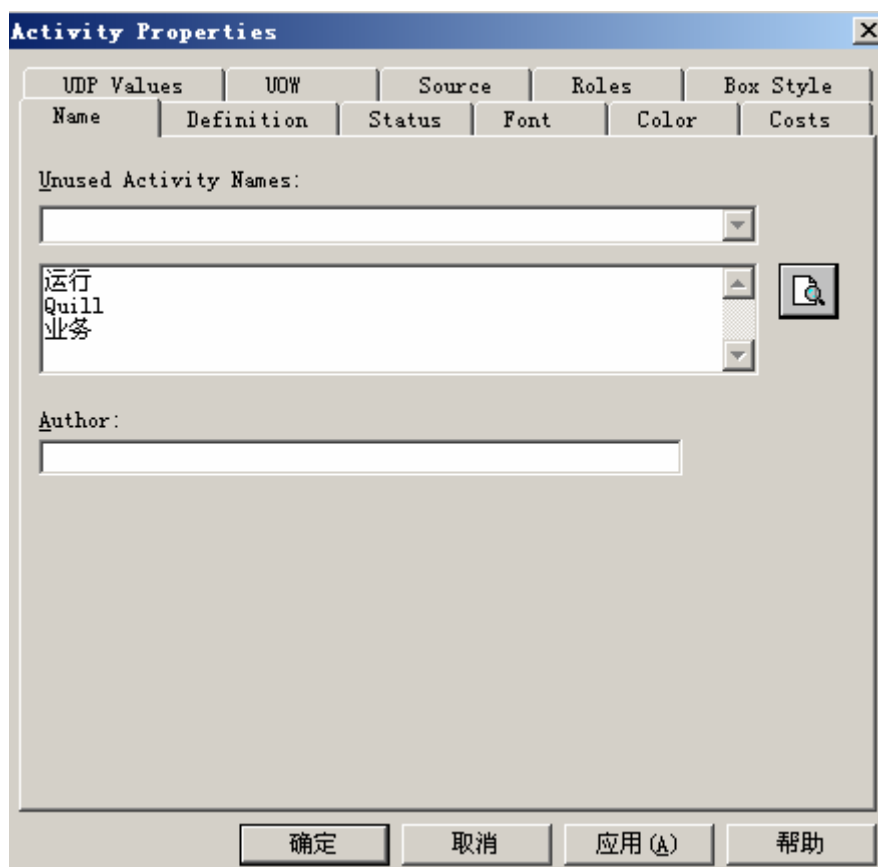 Activity Properties
UDP Values UOW Source Roles Box Style
Name Definition Status Font Color Costs
Unused Activity Names:
运行
Quill
业务
Author:
确定 取消 应用(A) 帮助